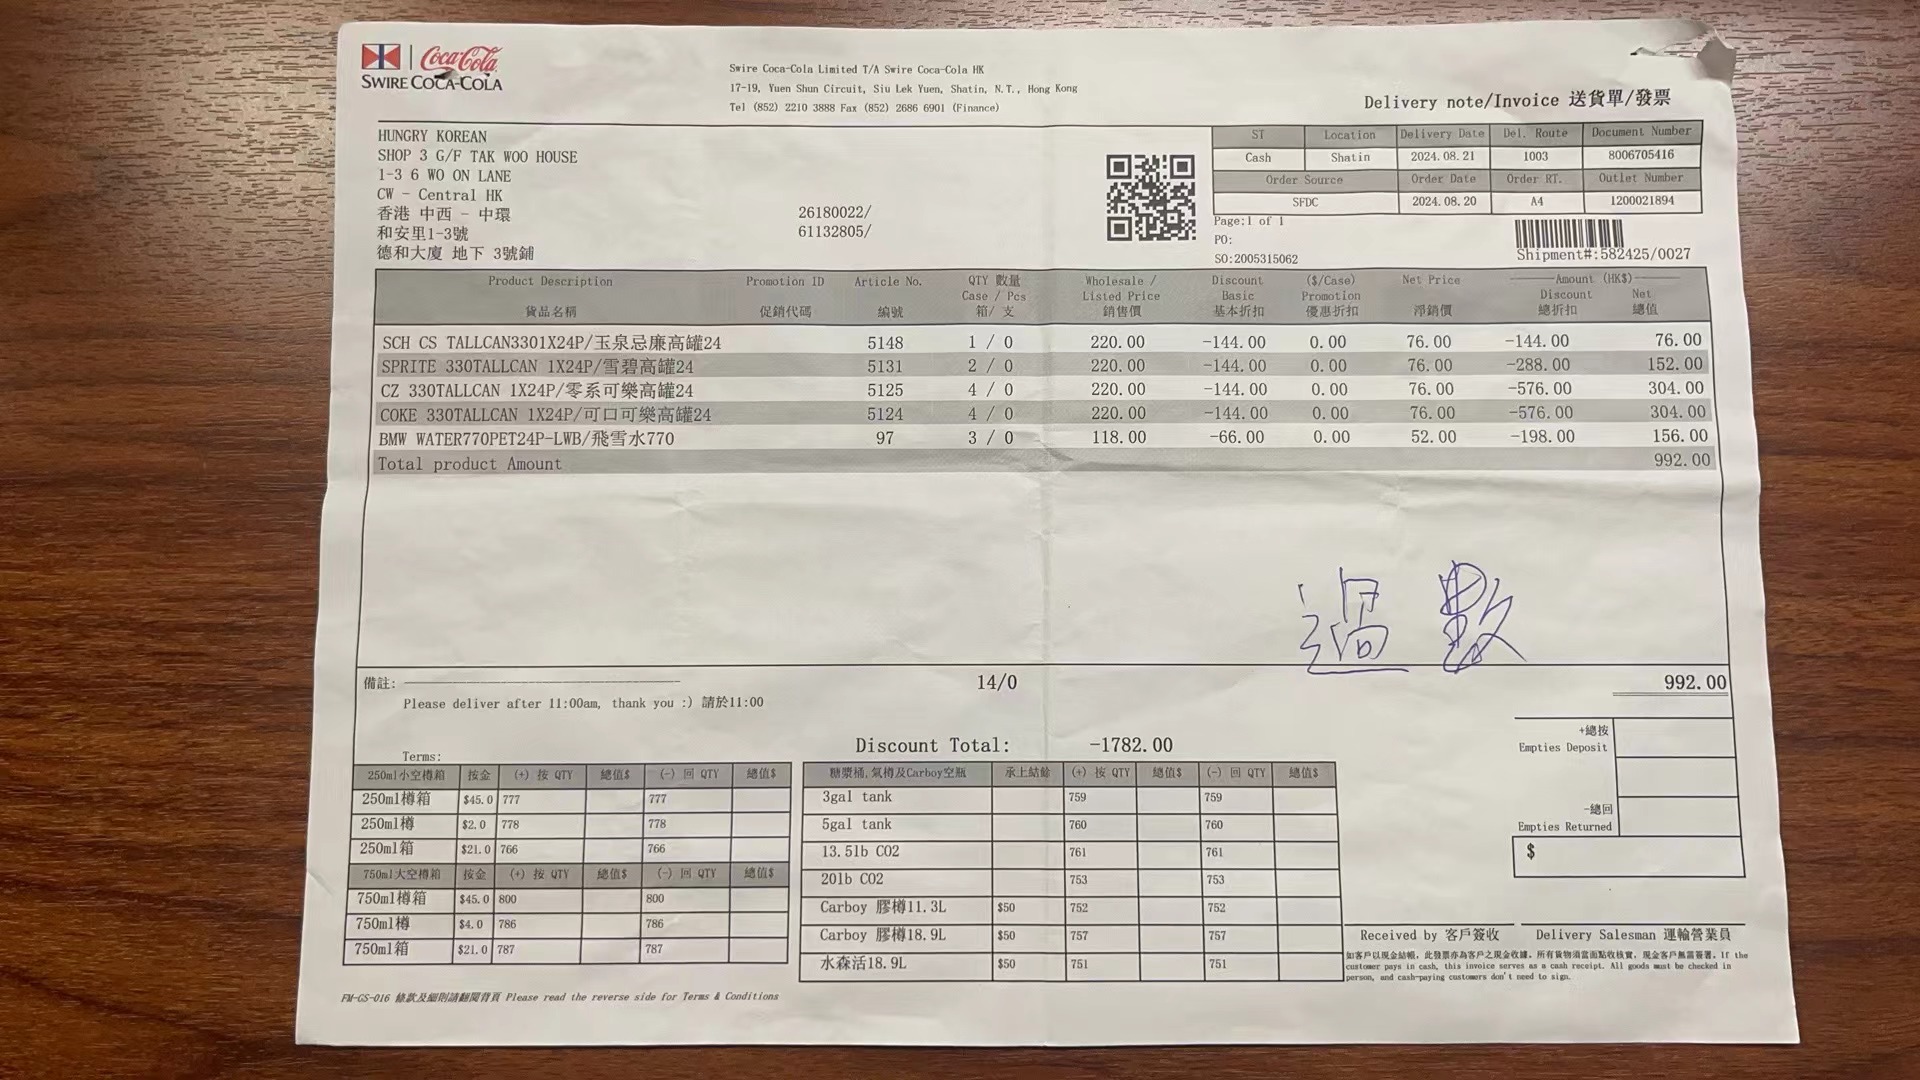 Coca-Cola
SWIRE COCA-COLA
Swire Coca-Cola Limited T/A Swire Coca-Cola HK
17-19, Yuen Shun Circuit, Siu Lek Yuen, Shatin, N.T., Hong Kong
Tel (852) 2210 3888 Fax (852) 2686 6901 (Finance)
Delivery note/Invoice 送貨單/發票
HUNGRY KOREAN
SHOP 3 G/F TAK WOO HOUSE
1-3 6 WO ON LANE
CW - Central HK
香港 中西 - 中環
和安里1-3號
德和大廈 地下 3號鋪
26180022/
61132805/
ST Location Delivery Date Del. Route Document Number
Cash Shatin 2024.08.21 1003 8006705416
Order Source Order Date Order RT. Outlet Number
SFDC 2024.08.20 A4 1200021894
Page:1 of 1
PO:
SO:2005315062
Shipment#:582425/0027
Product Description Promotion ID Article No. QTY 數量 Wholesale / Discount ($/Case) Net Price Amount (HK$)
Case / Pcs Listed Price Basic Promotion Discount Net
貨品名稱 促銷代碼 編號 箱/ 支 銷售價 基本折扣 優惠折扣 淨銷價 總折扣 總值
SCH CS TALLCAN3301X24P/玉泉忌廉高罐24 5148 1 / 0 220.00 -144.00 0.00 76.00 -144.00 76.00
SPRITE 330TALLCAN 1X24P/雪碧高罐24 5131 2 / 0 220.00 -144.00 0.00 76.00 -288.00 152.00
CZ 330TALLCAN 1X24P/零系可樂高罐24 5125 4 / 0 220.00 -144.00 0.00 76.00 -576.00 304.00
COKE 330TALLCAN 1X24P/可口可樂高罐24 5124 4 / 0 220.00 -144.00 0.00 76.00 -576.00 304.00
BMW WATER770PET24P-LWB/飛雪水770 97 3 / 0 118.00 -66.00 0.00 52.00 -198.00 156.00
Total product Amount 992.00
過數
備註: 14/0 992.00
Please deliver after 11:00am, thank you :) 請於11:00
Discount Total: -1782.00
+總按
Empties Deposit
-總回
Empties Returned
$
Terms:
250ml小空樽箱 按金 (+) 按 QTY 總值$ (-) 回 QTY 總值$
250ml樽箱 $45.0 777 777
250ml樽 $2.0 778 778
250ml箱 $21.0 766 766
750ml大空樽箱 按金 (+) 按 QTY 總值$ (-) 回 QTY 總值$
750ml樽箱 $45.0 800 800
750ml樽 $4.0 786 786
750ml箱 $21.0 787 787
糖漿桶,氣樽及Carboy空瓶 承上結餘 (+) 按 QTY 總值$ (-) 回 QTY 總值$
3gal tank 759 759
5gal tank 760 760
13.5lb CO2 761 761
20lb CO2 753 753
Carboy 膠樽11.3L $50 752 752
Carboy 膠樽18.9L $50 757 757
水森活18.9L $50 751 751
Received by 客戶簽收 Delivery Salesman 運輸營業員
如客戶以現金結帳，此發票亦為客戶之現金收據。所有貨物須當面點收核實，現金客戶無需簽署。If the
customer pays in cash, this invoice serves as a cash receipt. All goods must be checked in
person, and cash-paying customers don't need to sign.
FM-GS-016 條款及細則請翻閱背頁 Please read the reverse side for Terms & Conditions